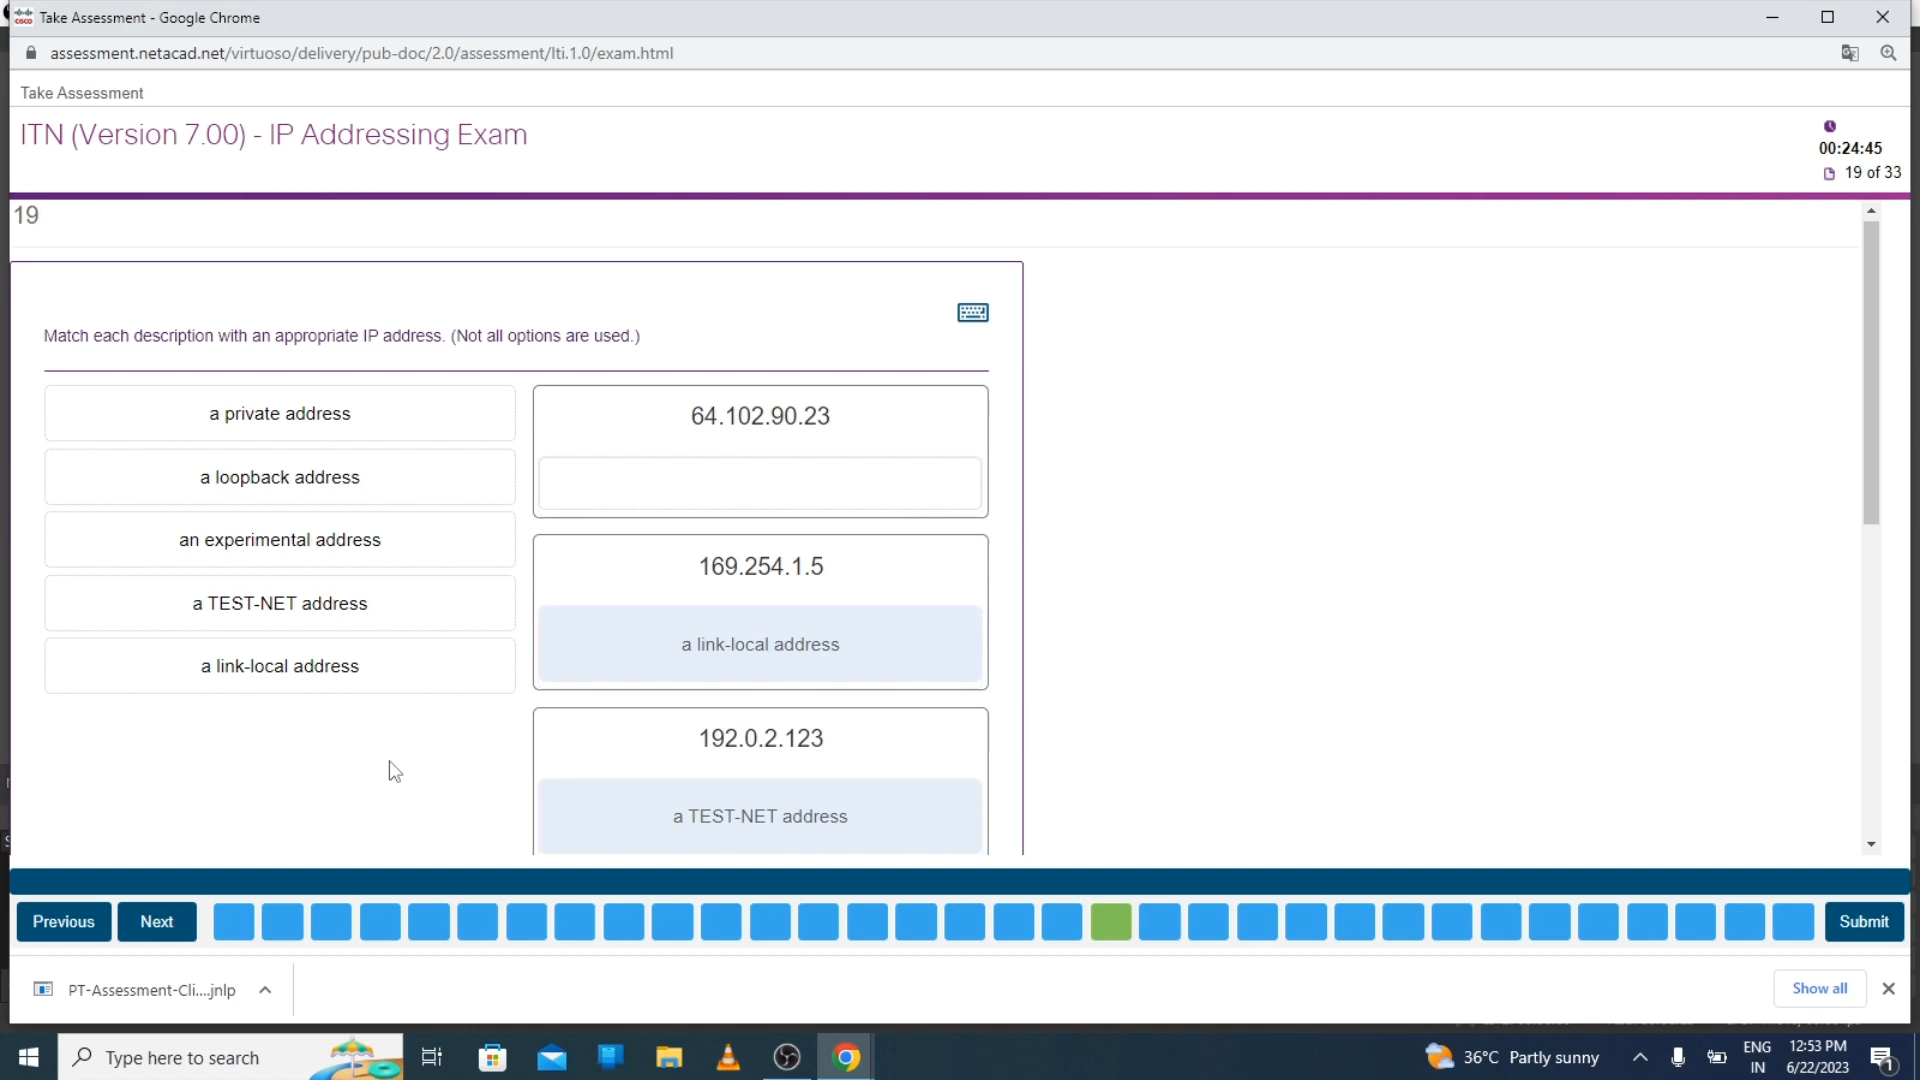 Take Assessment - Google Chrome
assessment.netacad.net/virtuoso/delivery/pub-doc/2.0/assessment/lti.1.0/exam.html
Take Assessment
ITN (Version 7.00) - IP Addressing Exam
00:24:45
19 of 33
19
Match each description with an appropriate IP address. (Not all options are used.)
a private address
a loopback address
an experimental address
a TEST-NET address
a link-local address
64.102.90.23
169.254.1.5
a link-local address
192.0.2.123
a TEST-NET address
Previous
Next
Submit
PT-Assessment-Cli....jnlp
Show all
Type here to search
36°C Partly sunny
ENG
IN
12:53 PM
6/22/2023
1